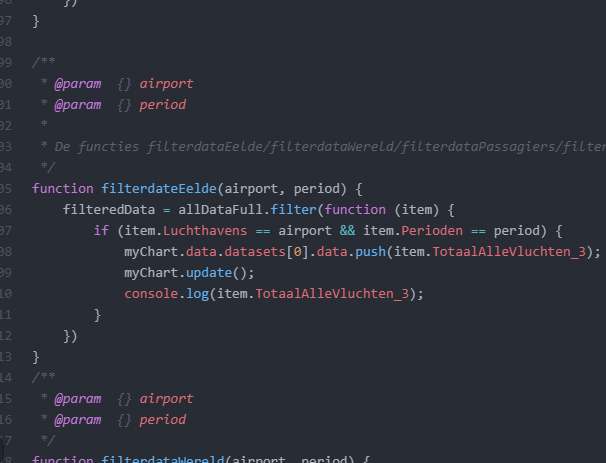 })
97 }
98
99 /**
00 * @param {} airport
01 * @param {} period
02 *
03 * De functies filterdataEelde/filterdataWereld/filterdataPassagiers/filter
04 */
05 function filterdateEelde(airport, period) {
06 filteredData = allDataFull.filter(function (item) {
07 if (item.Luchthavens == airport && item.Perioden == period) {
08 myChart.data.datasets[0].data.push(item.TotaalAlleVluchten_3);
09 myChart.update();
10 console.log(item.TotaalAlleVluchten_3);
11 }
12 })
13 }
14 /**
15 * @param {} airport
16 * @param {} period
17 */
function filterdataWereld(airport, period) {